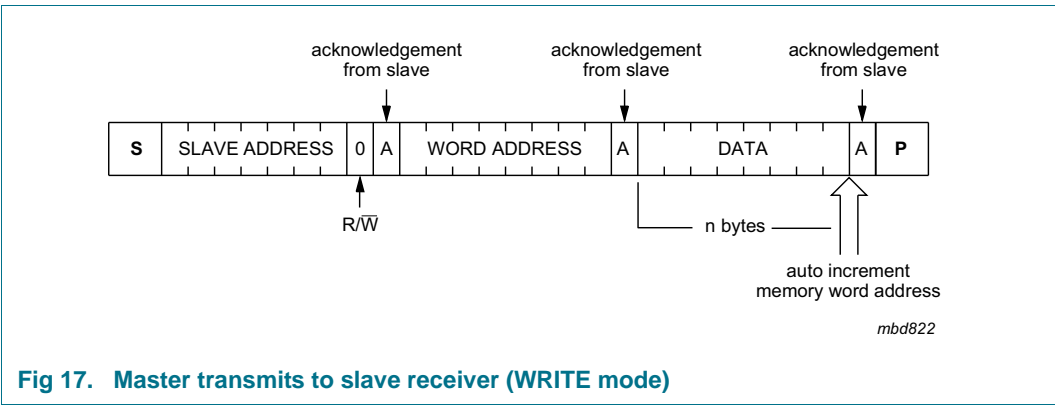 acknowledgement acknowledgement acknowledgement
from slave from slave from slave
S SLAVE ADDRESS 0 A WORD ADDRESS A DATA A P
R/W̅
n bytes
auto increment
memory word address
mbd822
Fig 17. Master transmits to slave receiver (WRITE mode)